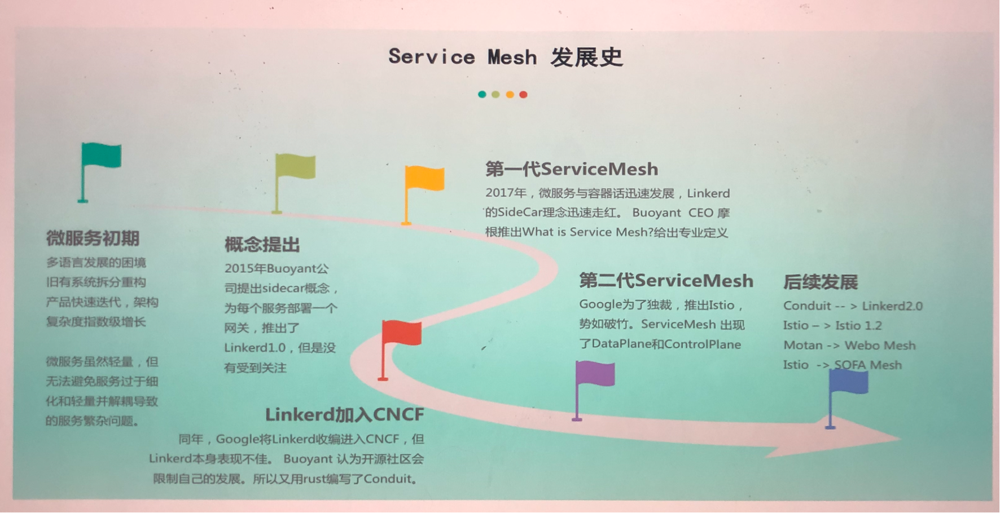 Service Mesh 发展史
微服务初期
多语言发展的困境
旧有系统拆分重构
产品快速迭代，架构
复杂度指数级增长
微服务虽然轻量，但
无法避免服务过于细
化和轻量并解耦导致
的服务繁杂问题。
概念提出
2015年Buoyant公
司提出sidecar概念，
为每个服务部署一个
网关，推出了
Linkerd1.0，但是没
有受到关注
第一代ServiceMesh
2017年，微服务与容器话迅速发展，Linkerd
的SideCar理念迅速走红。 Buoyant CEO 摩
根推出What is Service Mesh?给出专业定义
Linkerd加入CNCF
同年，Google将Linkerd收编进入CNCF，但
Linkerd本身表现不佳。 Buoyant 认为开源社区会
限制自己的发展。所以又用rust编写了Conduit。
第二代ServiceMesh
Google为了独裁，推出Istio，
势如破竹。ServiceMesh 出现
了DataPlane和ControlPlane
后续发展
Conduit -- > Linkerd2.0
Istio – > Istio 1.2
Motan -> Webo Mesh
Istio -> SOFA Mesh